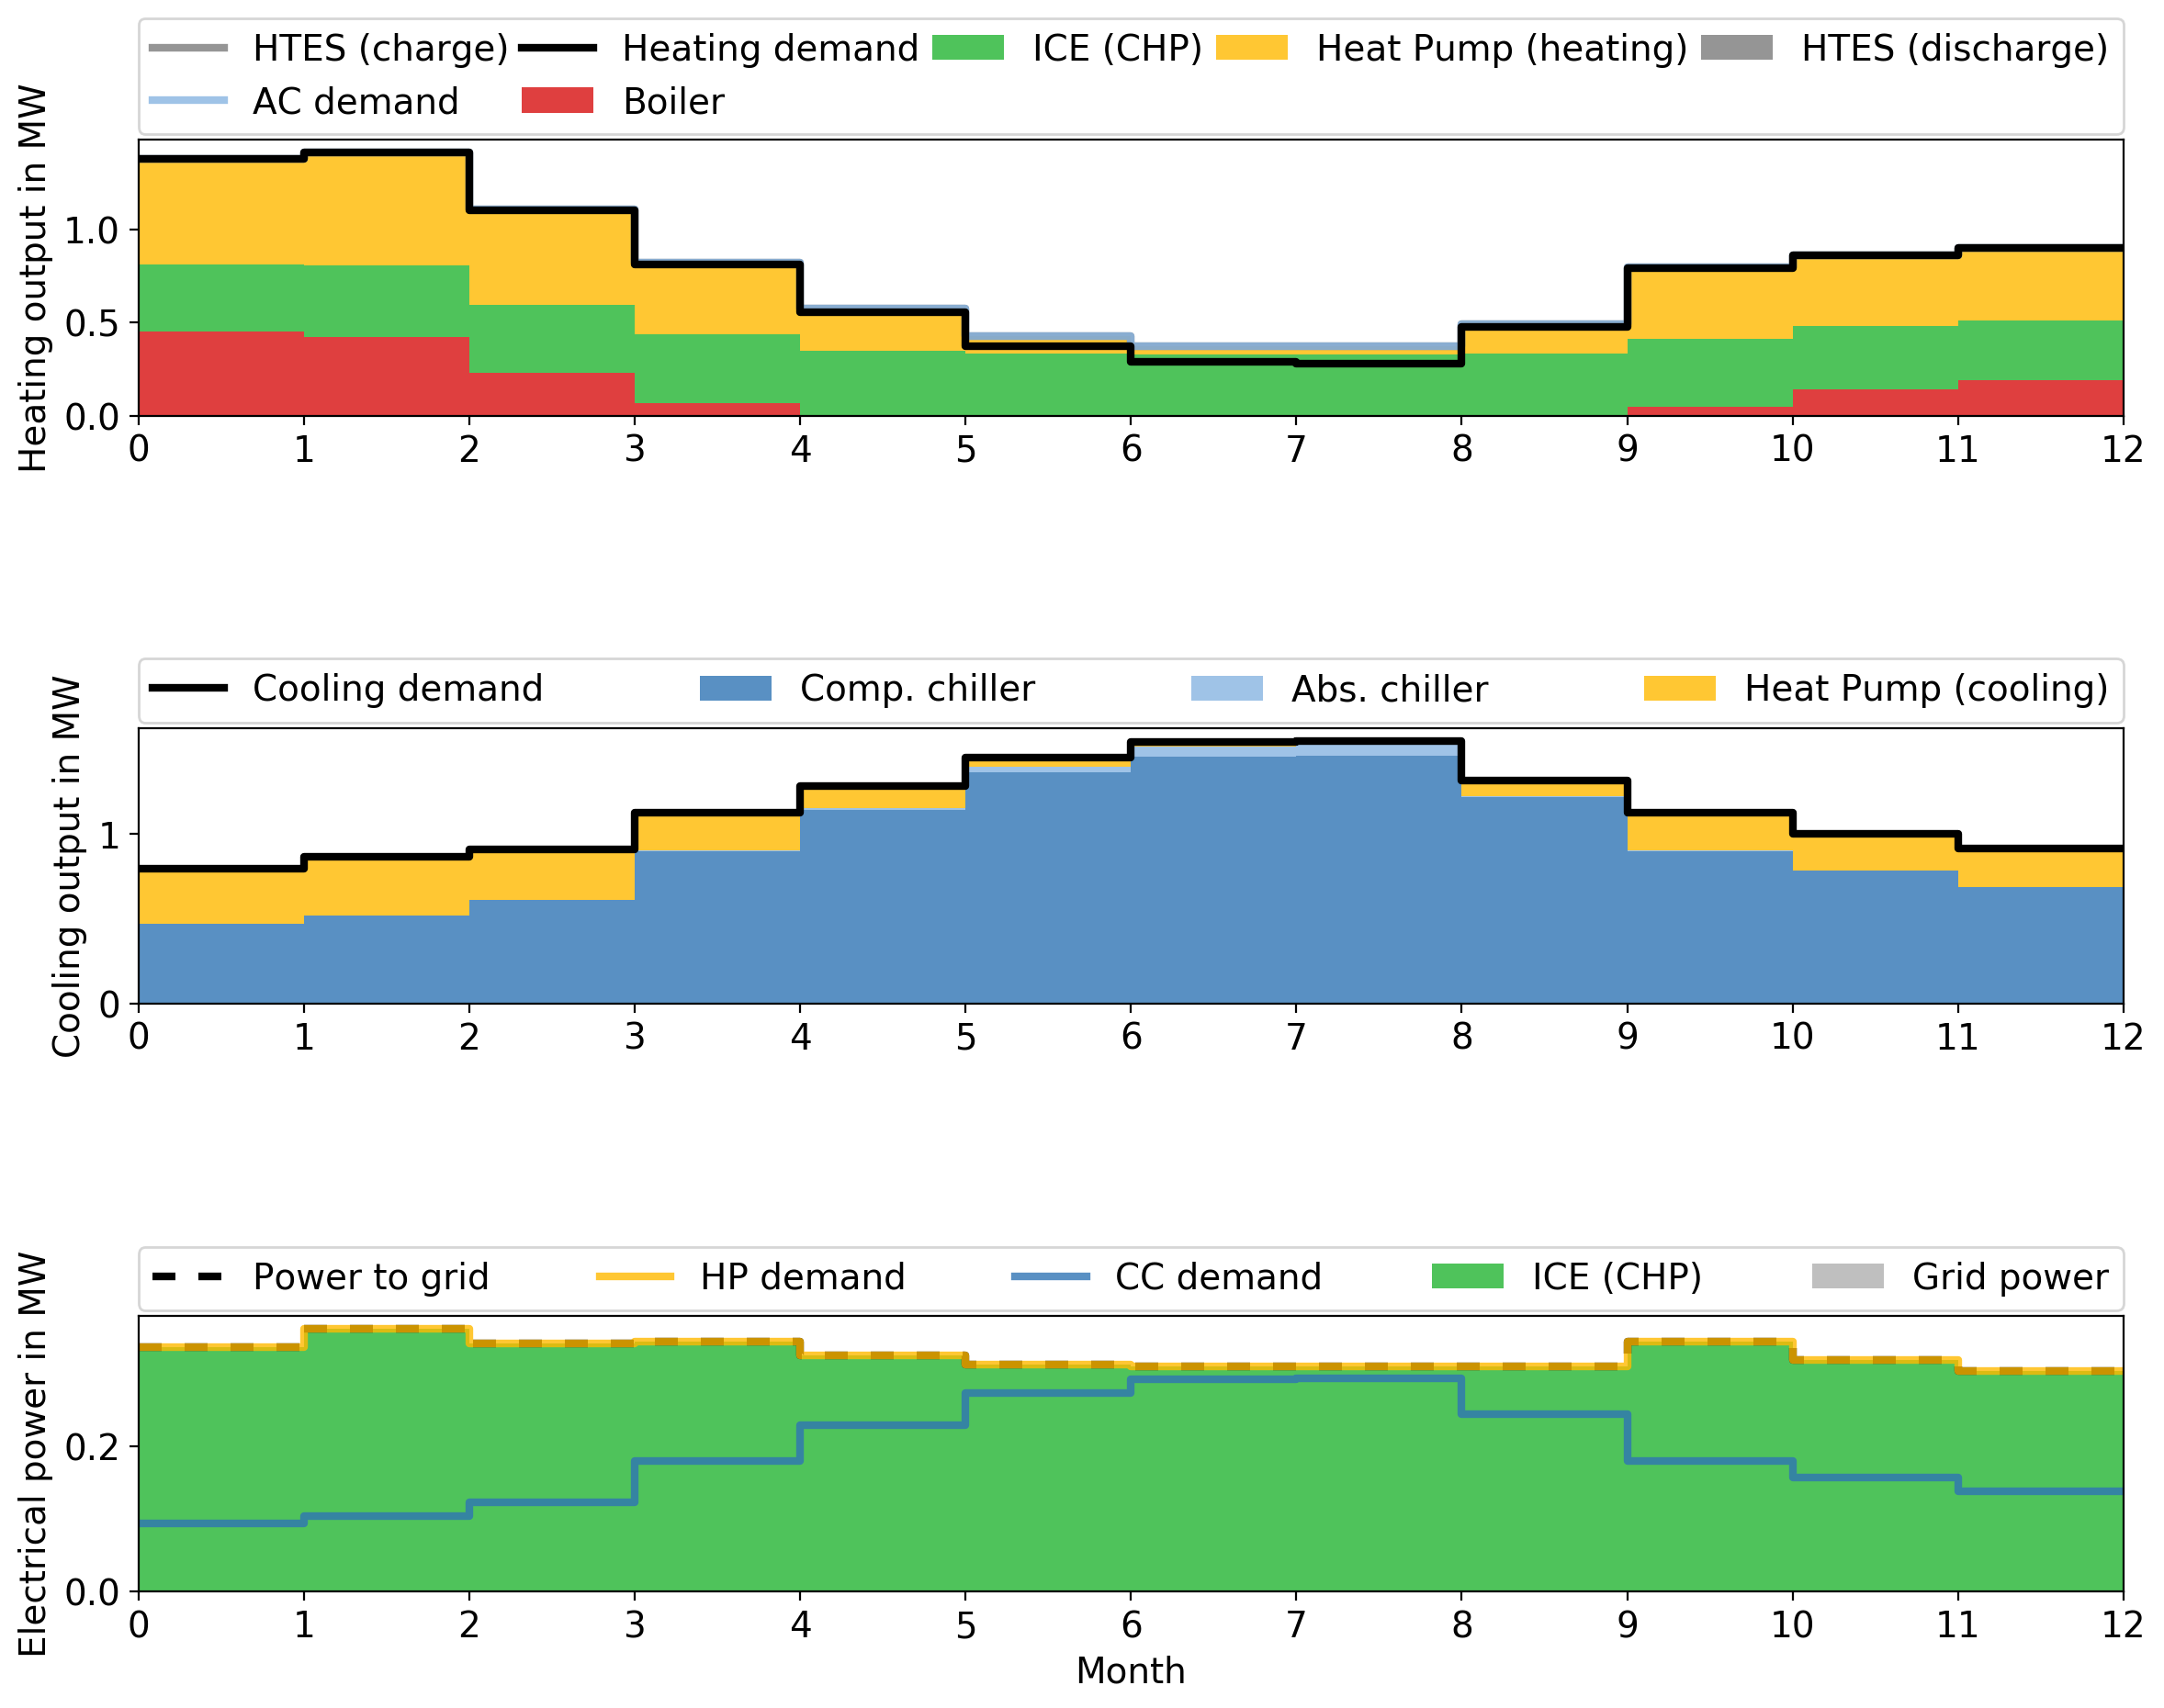 HTES (charge) Heating demand ICE (CHP) Heat Pump (heating) HTES (discharge)
AC demand Boiler
Heating output in MW
1.0
0.5
0.0
0 1 2 3 4 5 6 7 8 9 10 11 12
Cooling demand Comp. chiller Abs. chiller Heat Pump (cooling)
Cooling output in MW
1
0
0 1 2 3 4 5 6 7 8 9 10 11 12
Power to grid HP demand CC demand ICE (CHP) Grid power
Electrical power in MW
0.2
0.0
0 1 2 3 4 5 6 7 8 9 10 11 12
Month